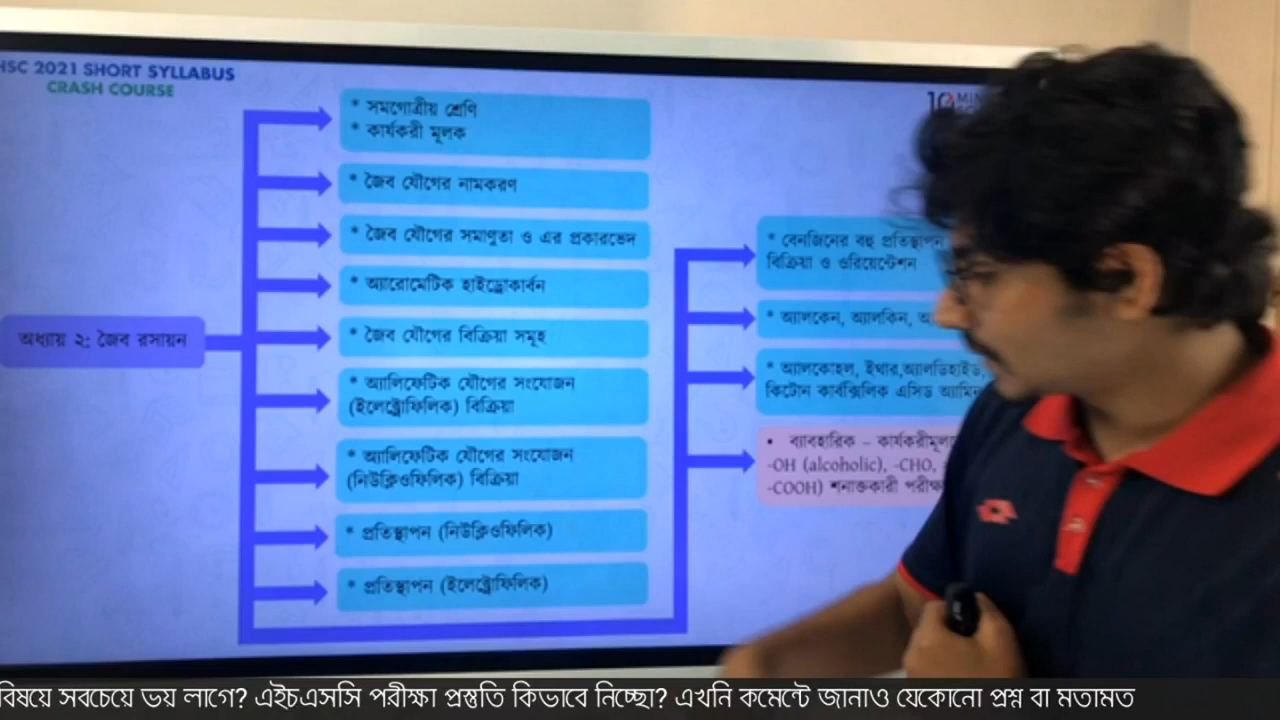 HSC 2021 SHORT SYLLABUS
CRASH COURSE
10 MIN
* সমগোত্রীয় শ্রেণি
* কার্যকরী মূলক
* জৈব যৌগের নামকরণ
* জৈব যৌগের সমাণুতা ও এর প্রকারভেদ
* অ্যারোমেটিক হাইড্রোকার্বন
অধ্যায় ২: জৈব রসায়ন
* জৈব যৌগের বিক্রিয়া সমূহ
* অ্যালিফেটিক যৌগের সংযোজন
(ইলেক্ট্রোফিলিক) বিক্রিয়া
* অ্যালিফেটিক যৌগের সংযোজন
(নিউক্লিওফিলিক) বিক্রিয়া
* প্রতিস্থাপন (নিউক্লিওফিলিক)
* প্রতিস্থাপন (ইলেক্ট্রোফিলিক)
* বেনজিনের বহু প্রতিস্থাপন
বিক্রিয়া ও ওরিয়েন্টেশন
* অ্যালকেন, অ্যালকিন,
* অ্যালকোহল, ইথার,অ্যালডিহাইড,
কিটোন কার্বক্সিলিক এসিড অ্যামিন
• ব্যাবহারিক – কার্যকরীমূল
-OH (alcoholic), -CHO,
-COOH) শনাক্তকারী পরীক্ষা
বিষয়ে সবচেয়ে ভয় লাগে? এইচএসসি পরীক্ষা প্রস্তুতি কিভাবে নিচ্ছো? এখনি কমেন্টে জানাও যেকোনো প্রশ্ন বা মতামত